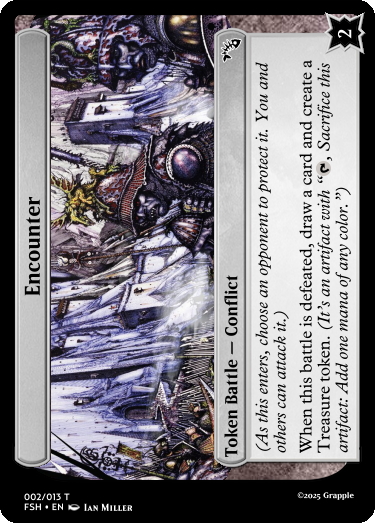 Encounter
Token Battle — Conflict
(As this enters, choose an opponent to protect it. You and
others can attack it.)
When this battle is defeated, draw a card and create a
Treasure token. (It's an artifact with “, Sacrifice this
artifact: Add one mana of any color.”)
2
002/013 T
FSH • EN Ian Miller
©2025 Grapple